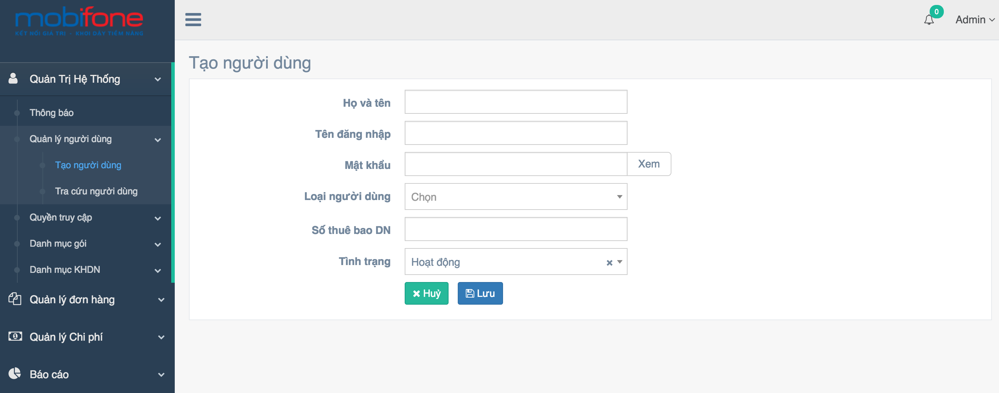 mobifone
KẾT NỐI GIÁ TRỊ - KHƠI DẬY TIỀM NĂNG
0
Admin
Quản Trị Hệ Thống
Thông báo
Quản lý người dùng
Tạo người dùng
Tra cứu người dùng
Quyền truy cập
Danh mục gói
Danh mục KHDN
Quản lý đơn hàng
Quản lý Chi phí
Báo cáo
Tạo người dùng
Họ và tên
Tên đăng nhập
Mật khẩu
Xem
Loại người dùng
Chọn
Số thuê bao DN
Tình trạng
Hoạt động
Huỷ
Lưu